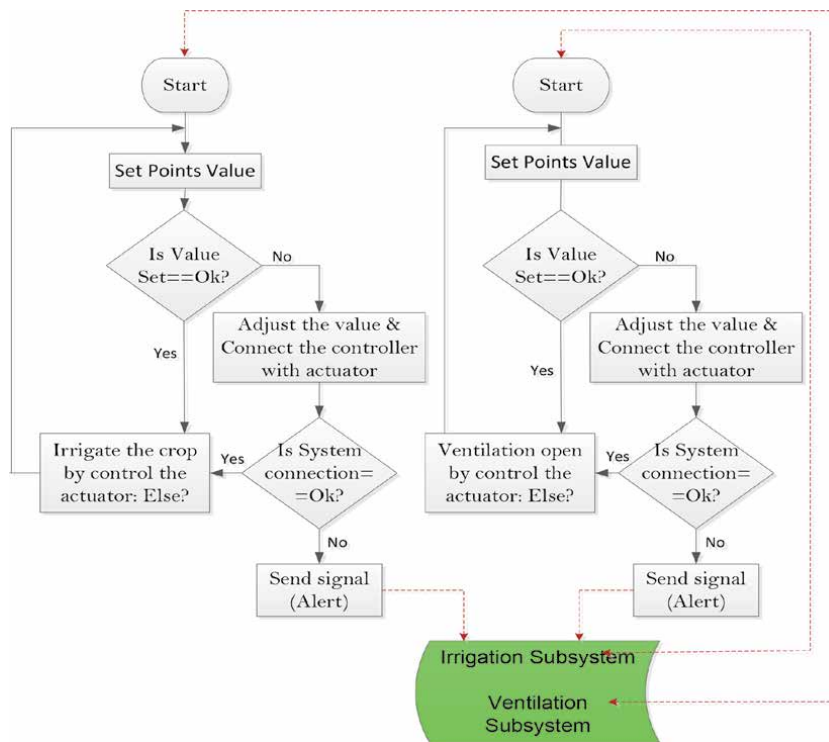 Start
Set Points Value
Is Value
Set==Ok?
No
Yes
Adjust the value &
Connect the controller
with actuator
Irrigate the crop
by control the
actuator: Else?
Yes
Is System
connection=
=Ok?
No
Send signal
(Alert)
Start
Set Points Value
Is Value
Set==Ok?
No
Yes
Adjust the value &
Connect the controller
with actuator
Ventilation open
by control the
actuator: Else?
Yes
Is System
connection=
=Ok?
No
Send signal
(Alert)
Irrigation Subsystem
Ventilation
Subsystem